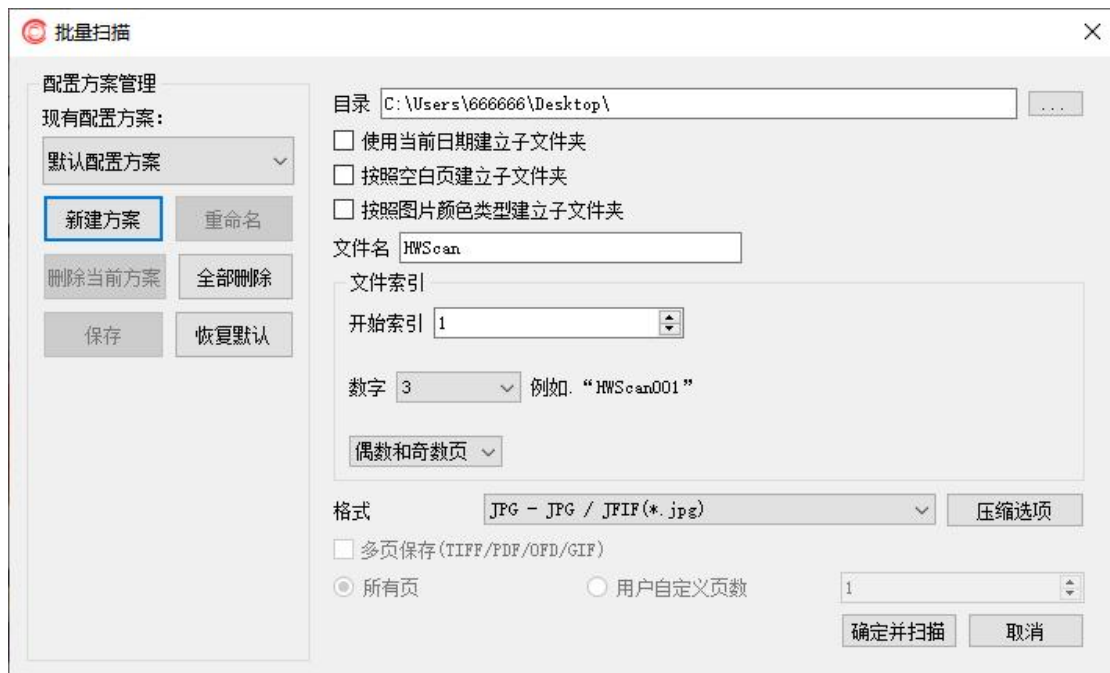 批量扫描
配置方案管理
现有配置方案:
默认配置方案
新建方案 重命名
删除当前方案 全部删除
保存 恢复默认
目录 C:\Users\666666\Desktop\ ...
使用当前日期建立子文件夹
按照空白页建立子文件夹
按照图片颜色类型建立子文件夹
文件名 HWScan
文件索引
开始索引 1
数字 3 例如.“HWScan001”
偶数和奇数页
格式 JPG - JPG / JFIF(*.jpg) 压缩选项
多页保存(TIFF/PDF/OFD/GIF)
所有页 用户自定义页数 1
确定并扫描 取消